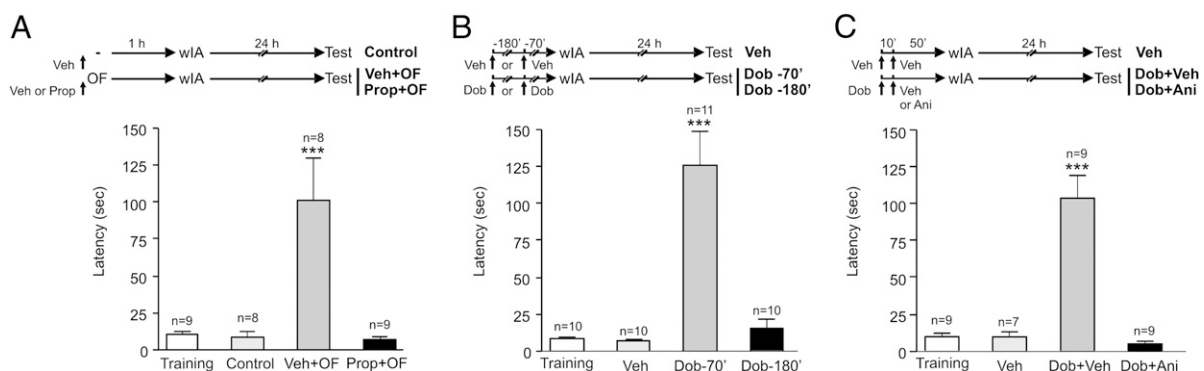 A
1 h
24 h
- wIA Test Control
Veh
OF wIA Test Veh+OF
Veh or Prop Prop+OF
150
125
100
75
50
25
0
Latency (sec)
n=9
n=8
n=8
***
n=9
Training Control Veh+OF Prop+OF
B
-180' -70' 24 h
wIA Test Veh
Veh or Veh
wIA Test Dob -70'
Dob or Dob Dob -180'
150
125
100
75
50
25
0
Latency (sec)
n=10
n=10
n=11
***
n=10
Training Veh Dob-70' Dob-180'
C
10' 50' 24 h
wIA Test Veh
Veh Veh
wIA Test Dob+Veh
Dob Veh Dob+Ani
or Ani
150
125
100
75
50
25
0
Latency (sec)
n=9
n=7
n=9
***
n=9
Training Veh Dob+Veh Dob+Ani